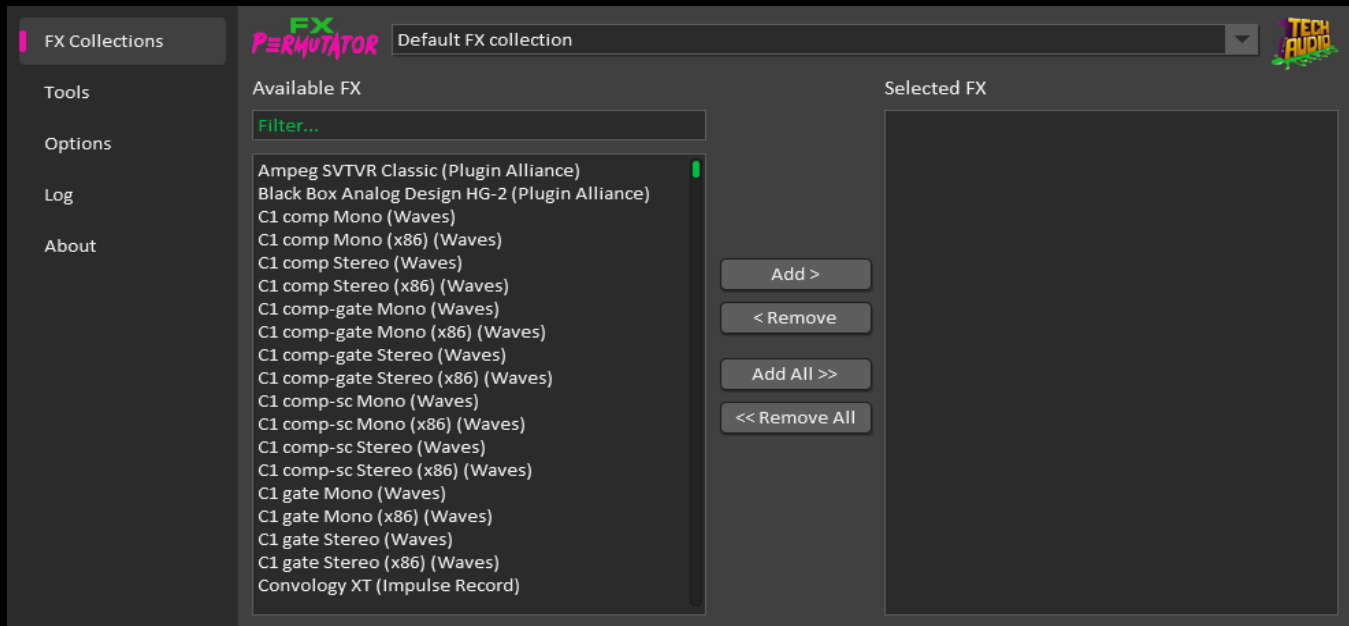 FX Collections
Tools
Options
Log
About
FX
PERMUTATOR
Default FX collection
TECH
AUDIO
Available FX
Filter...
Ampeg SVTVR Classic (Plugin Alliance)
Black Box Analog Design HG-2 (Plugin Alliance)
C1 comp Mono (Waves)
C1 comp Mono (x86) (Waves)
C1 comp Stereo (Waves)
C1 comp Stereo (x86) (Waves)
C1 comp-gate Mono (Waves)
C1 comp-gate Mono (x86) (Waves)
C1 comp-gate Stereo (Waves)
C1 comp-gate Stereo (x86) (Waves)
C1 comp-sc Mono (Waves)
C1 comp-sc Mono (x86) (Waves)
C1 comp-sc Stereo (Waves)
C1 comp-sc Stereo (x86) (Waves)
C1 gate Mono (Waves)
C1 gate Mono (x86) (Waves)
C1 gate Stereo (Waves)
C1 gate Stereo (x86) (Waves)
Convology XT (Impulse Record)
Add >
< Remove
Add All >>
<< Remove All
Selected FX